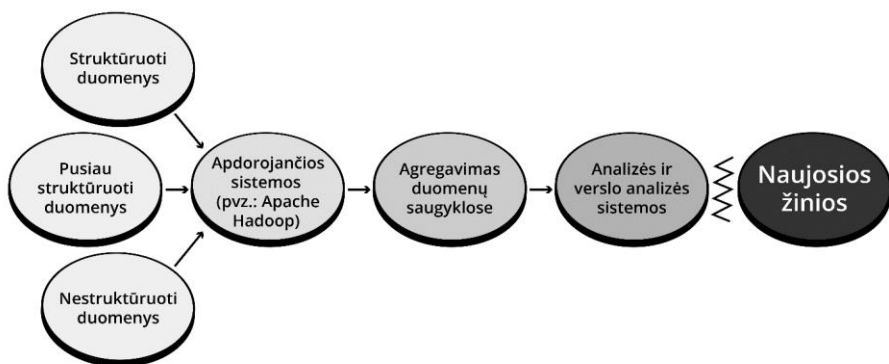 Struktūruoti
duomenys
Pusiau
struktūruoti
duomenys
Nestruktūruoti
duomenys
Apdorojančios
sistemos
(pvz.: Apache
Hadoop)
Agregavimas
duomenų
saugyklose
Analizės ir
verslo analizės
sistemos
Naujosios
žinios